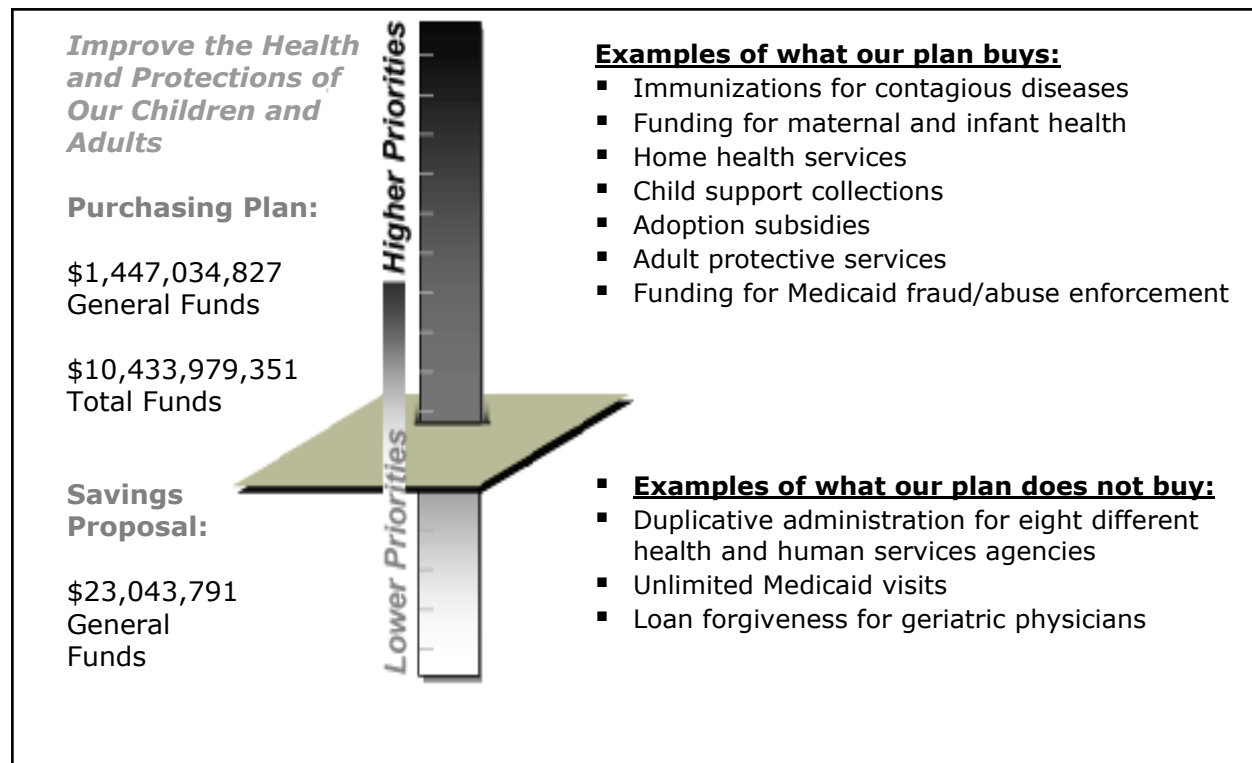 Improve the Health
and Protections of
Our Children and
Adults
Purchasing Plan:
$1,447,034,827
General Funds
$10,433,979,351
Total Funds
Savings
Proposal:
$23,043,791
General
Funds
Higher Priorities
Lower Priorities
Examples of what our plan buys:
▪ Immunizations for contagious diseases
▪ Funding for maternal and infant health
▪ Home health services
▪ Child support collections
▪ Adoption subsidies
▪ Adult protective services
▪ Funding for Medicaid fraud/abuse enforcement
▪ Examples of what our plan does not buy:
▪ Duplicative administration for eight different
health and human services agencies
▪ Unlimited Medicaid visits
▪ Loan forgiveness for geriatric physicians